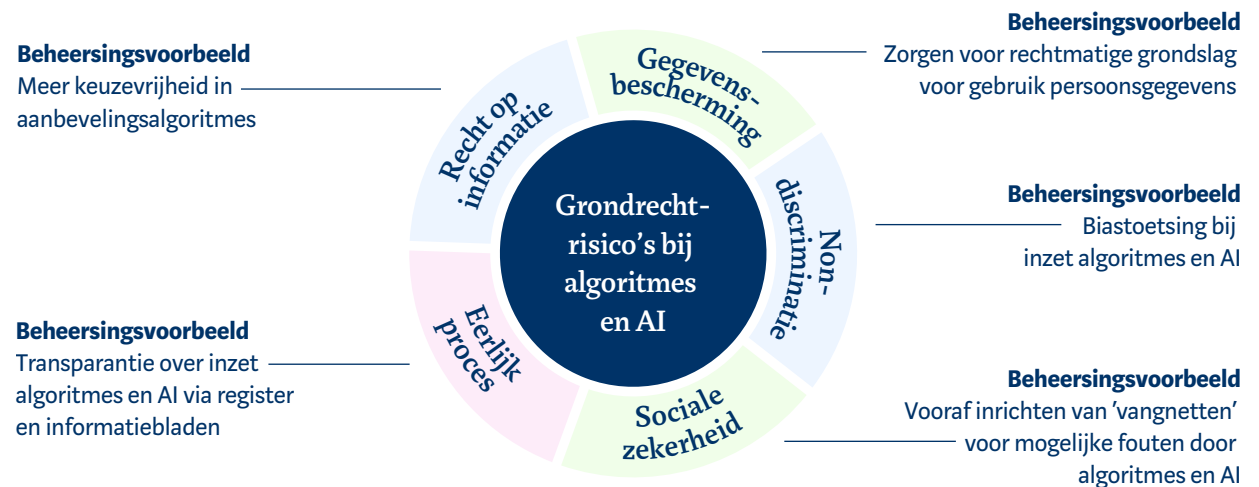 Beheersingsvoorbeeld
Meer keuzevrijheid in
aanbevelingsalgoritmes
Beheersingsvoorbeeld
Zorgen voor rechtmatige grondslag
voor gebruik persoonsgegevens
Recht op
informatie
Gegevens-
bescherming
Non-
discriminatie
Beheersingsvoorbeeld
Biastoetsing bij
inzet algoritmes en AI
Grondrecht-
risico's bij
algoritmes
en AI
Beheersingsvoorbeeld
Transparantie over inzet
algoritmes en AI via register
en informatiebladen
Eerlijk
proces
Sociale
zekerheid
Beheersingsvoorbeeld
Vooraf inrichten van ‘vangnetten’
voor mogelijke fouten door
algoritmes en AI